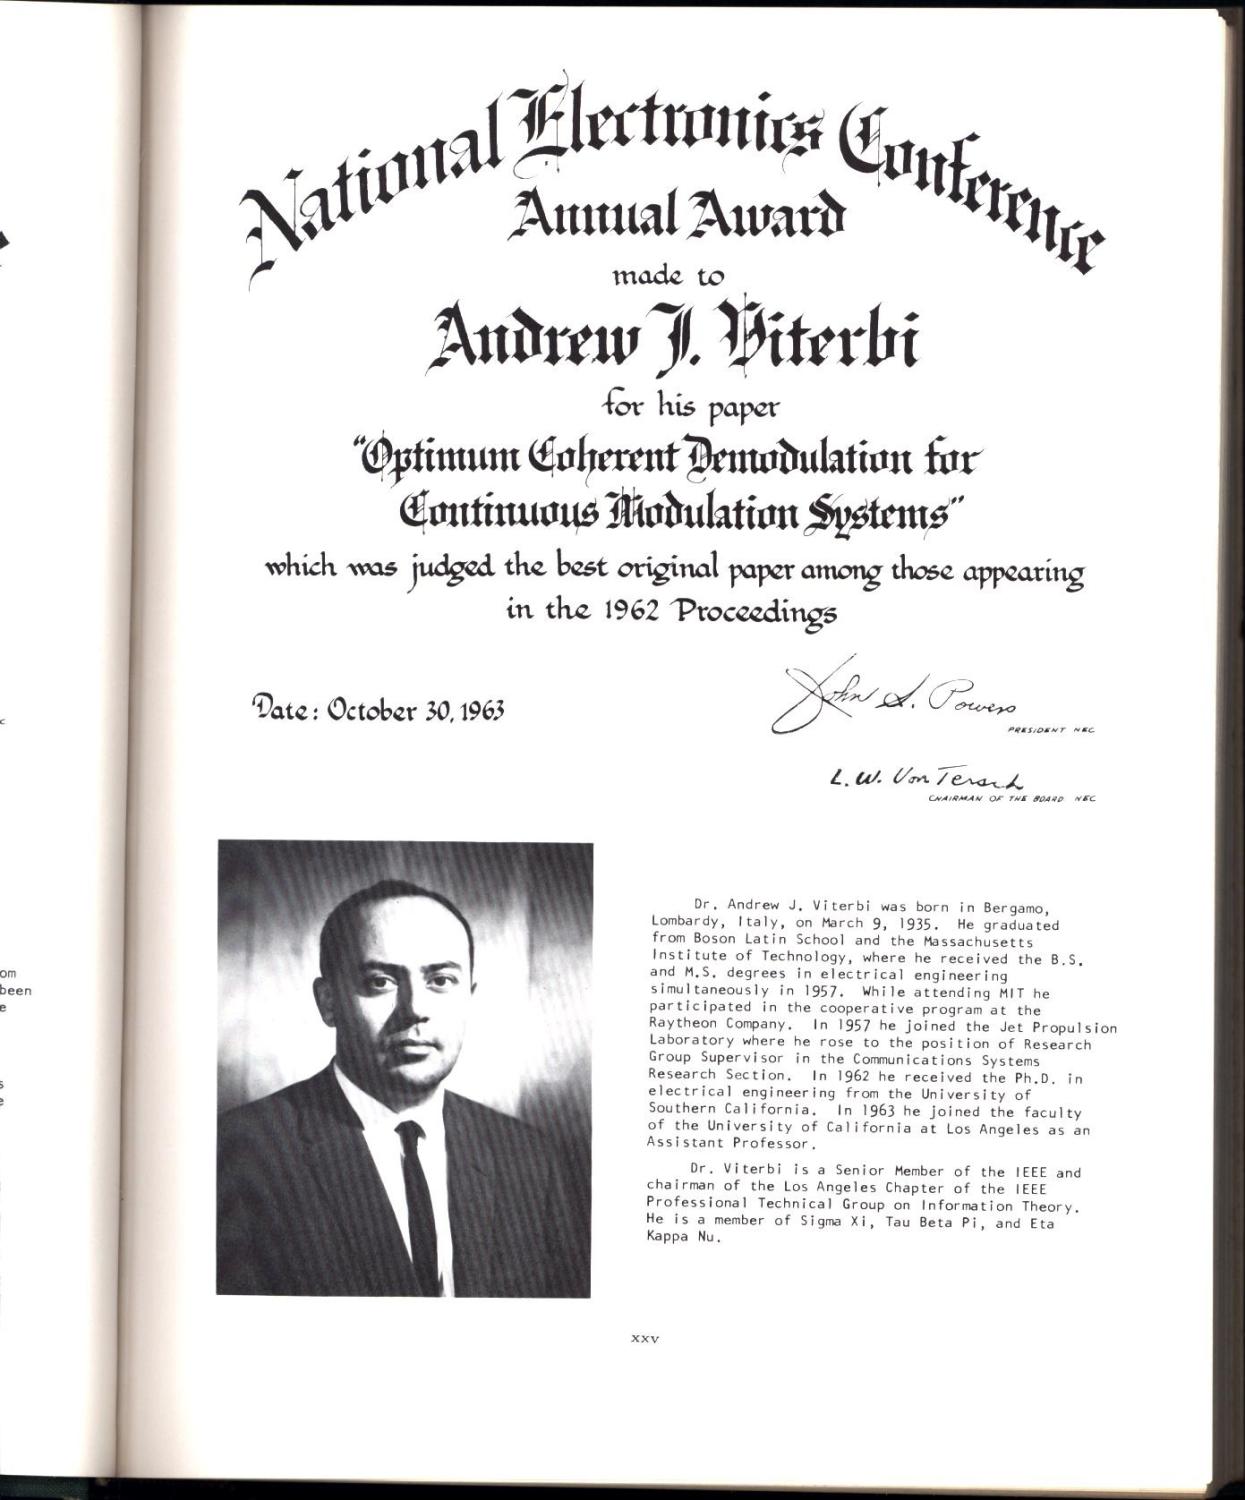 National Electronics Conference
Annual Award
made to
Andrew J. Viterbi
for his paper
“Optimum Coherent Demodulation for
Continuous Modulation Systems”
which was judged the best original paper among those appearing
in the 1962 Proceedings
Date: October 30, 1963
John S. Powers
PRESIDENT NEC
L. W. Von Tersch
CHAIRMAN OF THE BOARD NEC
Dr. Andrew J. Viterbi was born in Bergamo,
Lombardy, Italy, on March 9, 1935. He graduated
from Boson Latin School and the Massachusetts
Institute of Technology, where he received the B.S.
and M.S. degrees in electrical engineering
simultaneously in 1957. While attending MIT he
participated in the cooperative program at the
Raytheon Company. In 1957 he joined the Jet Propulsion
Laboratory where he rose to the position of Research
Group Supervisor in the Communications Systems
Research Section. In 1962 he received the Ph.D. in
electrical engineering from the University of
Southern California. In 1963 he joined the faculty
of the University of California at Los Angeles as an
Assistant Professor.
Dr. Viterbi is a Senior Member of the IEEE and
chairman of the Los Angeles Chapter of the IEEE
Professional Technical Group on Information Theory.
He is a member of Sigma Xi, Tau Beta Pi, and Eta
Kappa Nu.
xxv